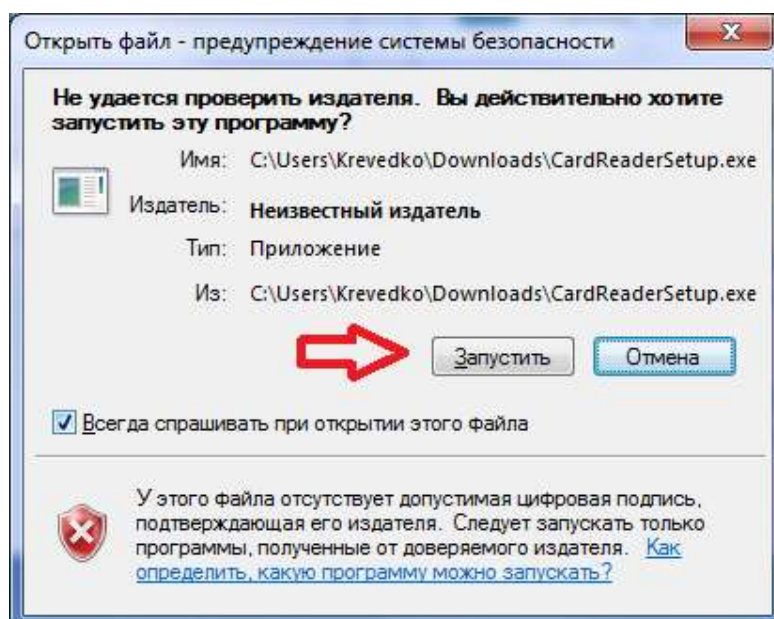 Открыть файл - предупреждение системы безопасности
Не удается проверить издателя. Вы действительно хотите
запустить эту программу?
Имя: C:\Users\Krevedko\Downloads\CardReaderSetup.exe
Издатель: Неизвестный издатель
Тип: Приложение
Из: C:\Users\Krevedko\Downloads\CardReaderSetup.exe
Запустить Отмена
Всегда спрашивать при открытии этого файла
У этого файла отсутствует допустимая цифровая подпись,
подтверждающая его издателя. Следует запускать только
программы, полученные от доверяемого издателя. Как
определить, какую программу можно запускать?